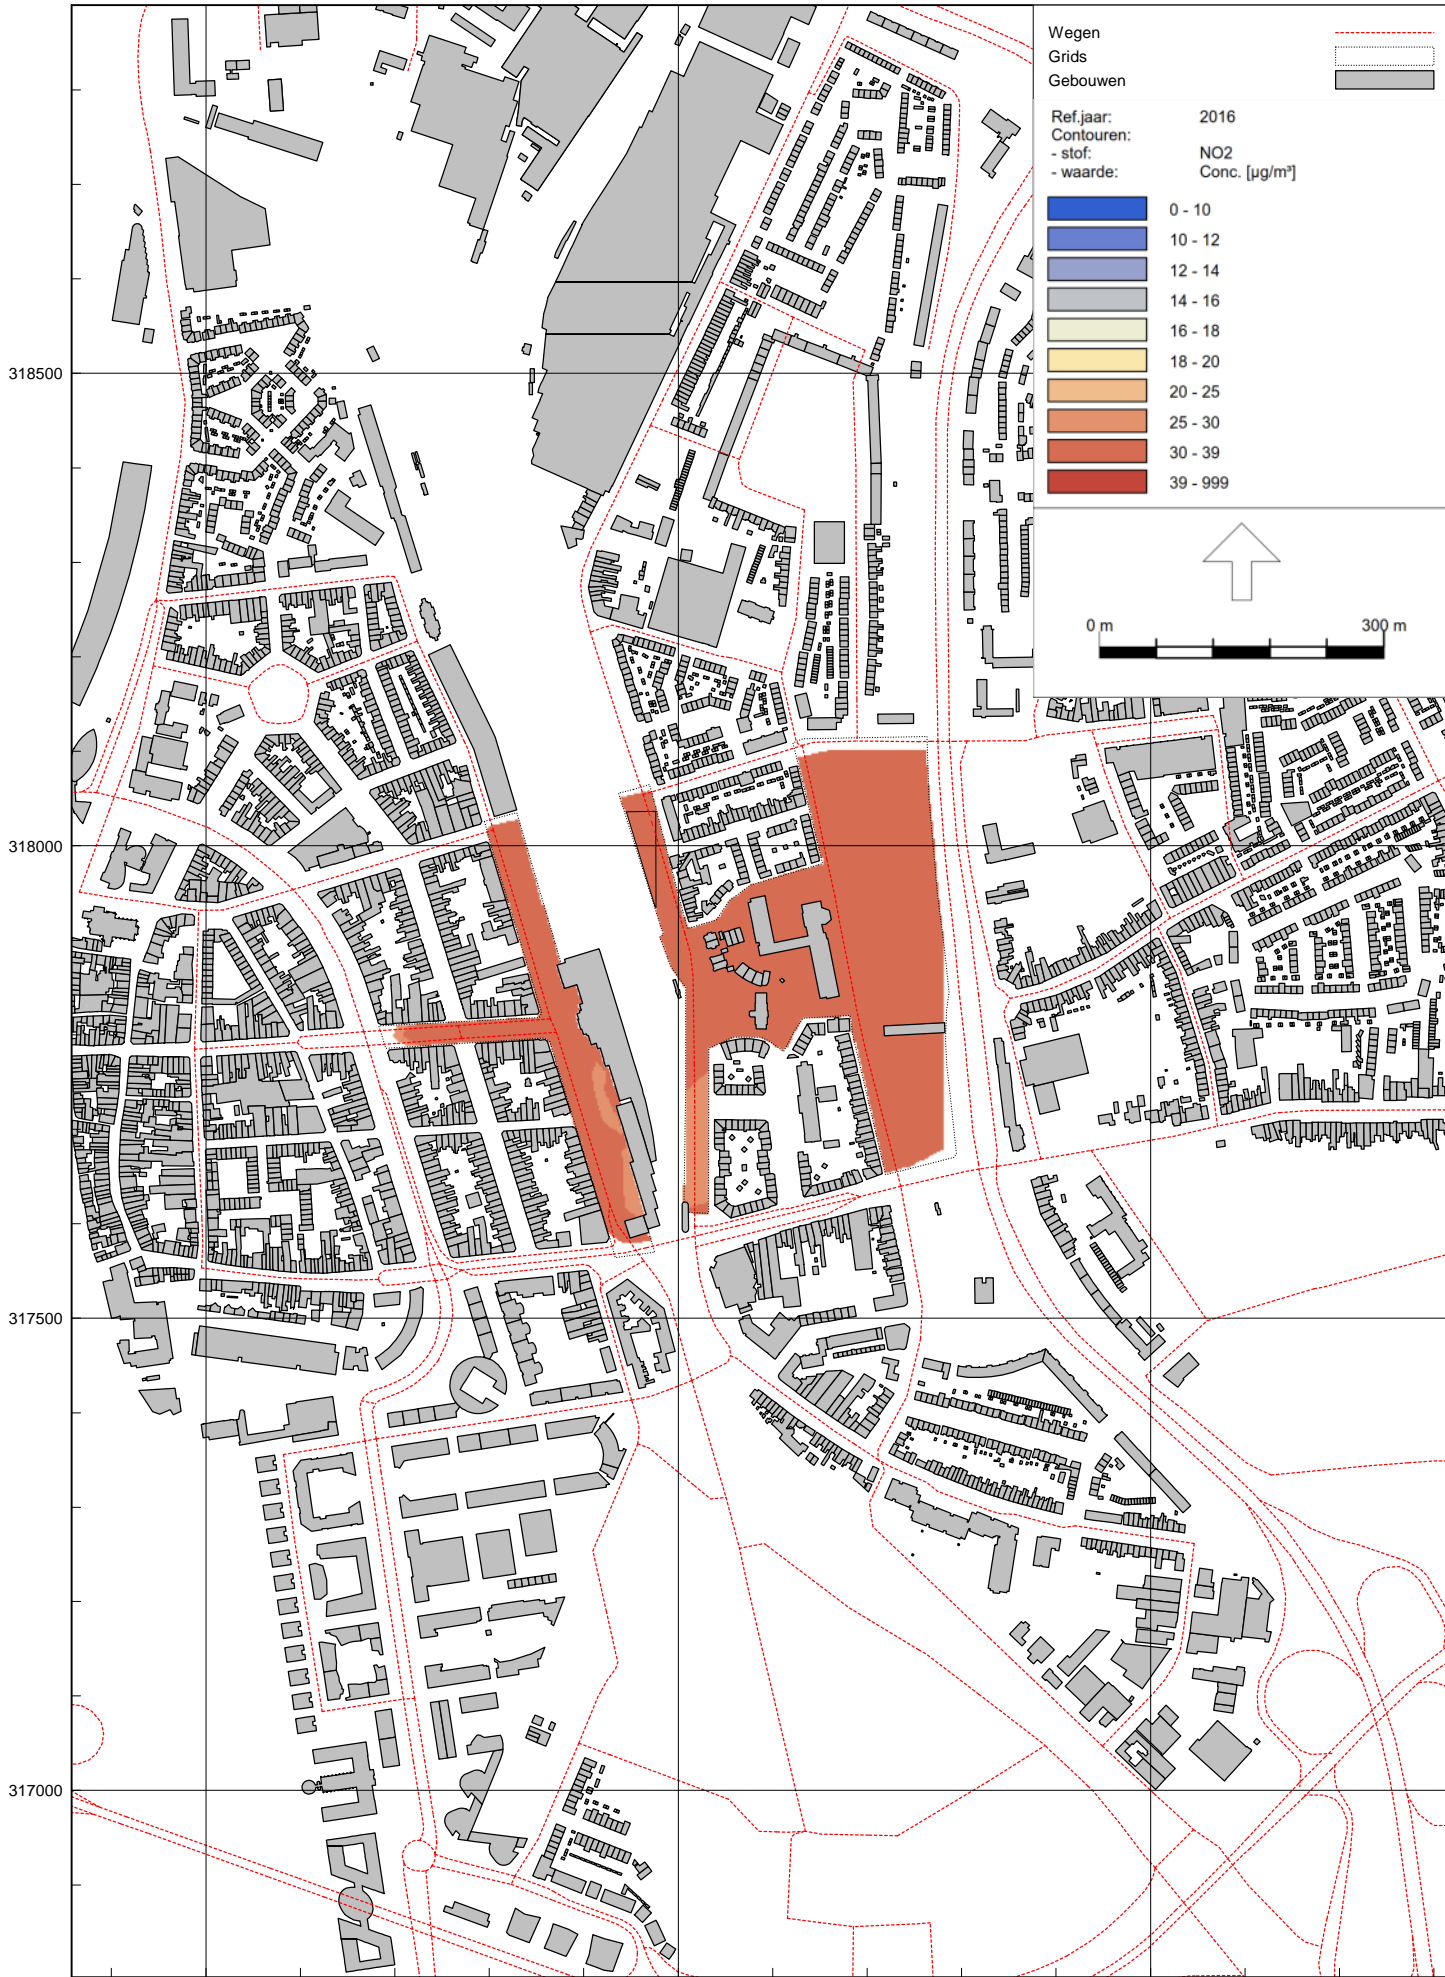 Wegen
Grids
Gebouwen
Ref.jaar: 2016
Contouren:
- stof: NO2
- waarde: Conc. [µg/m³]
0 - 10
10 - 12
12 - 14
14 - 16
16 - 18
18 - 20
20 - 25
25 - 30
30 - 39
39 - 999
0 m 300 m
318500
318000
317500
317000